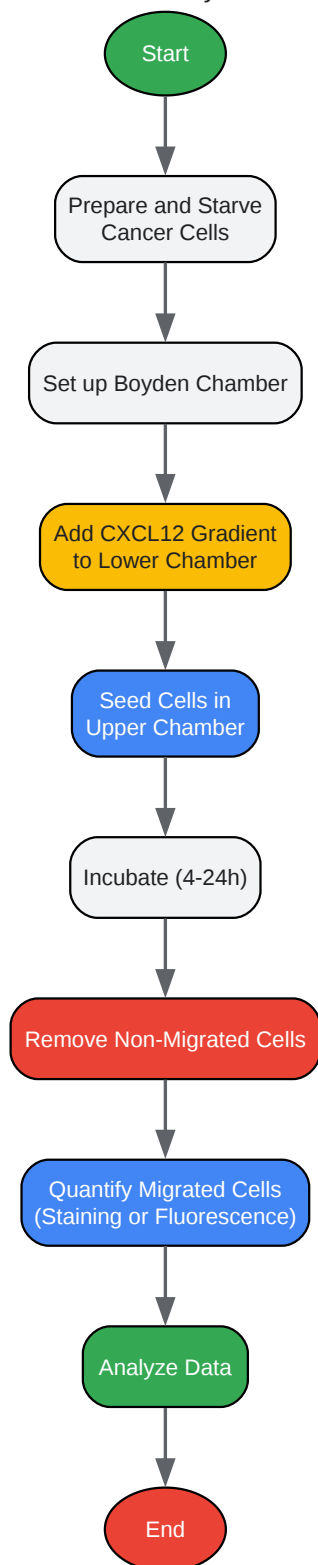 Start
Prepare and Starve
Cancer Cells
Set up Boyden Chamber
Add CXCL12 Gradient
to Lower Chamber
Seed Cells in
Upper Chamber
Incubate (4-24h)
Remove Non-Migrated Cells
Quantify Migrated Cells
(Staining or Fluorescence)
Analyze Data
End